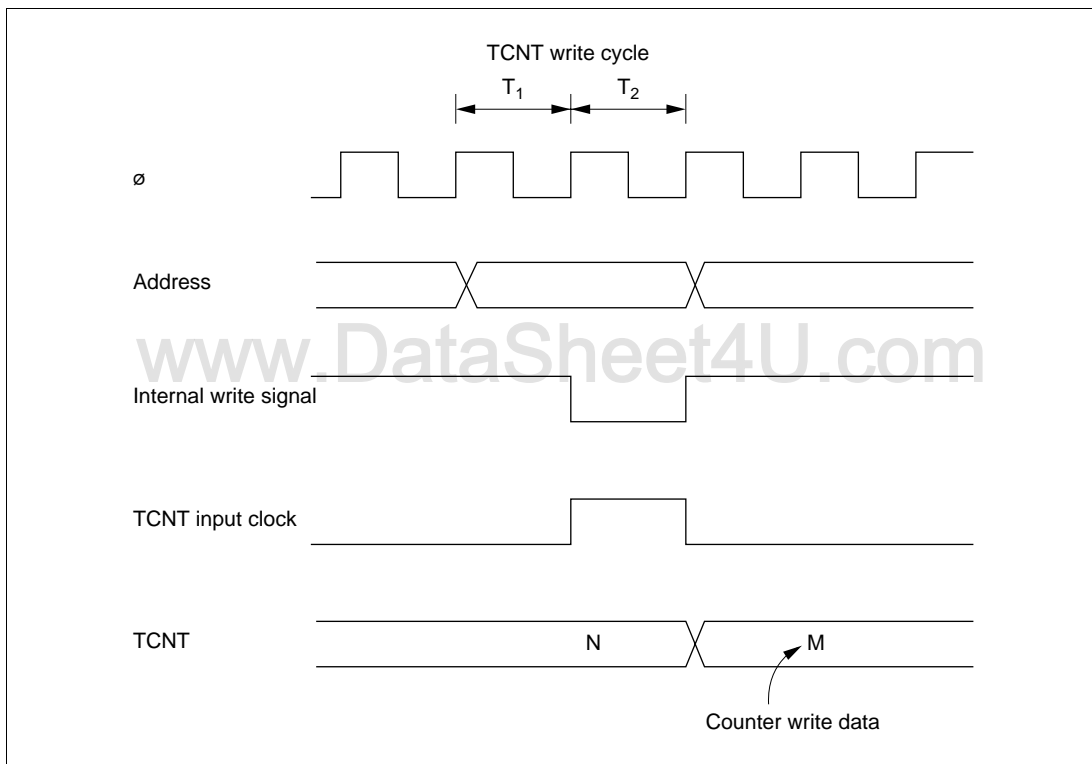 TCNT write cycle
T1 T2
ø
Address
www.DataSheet4U.com
Internal write signal
TCNT input clock
TCNT N M
Counter write data